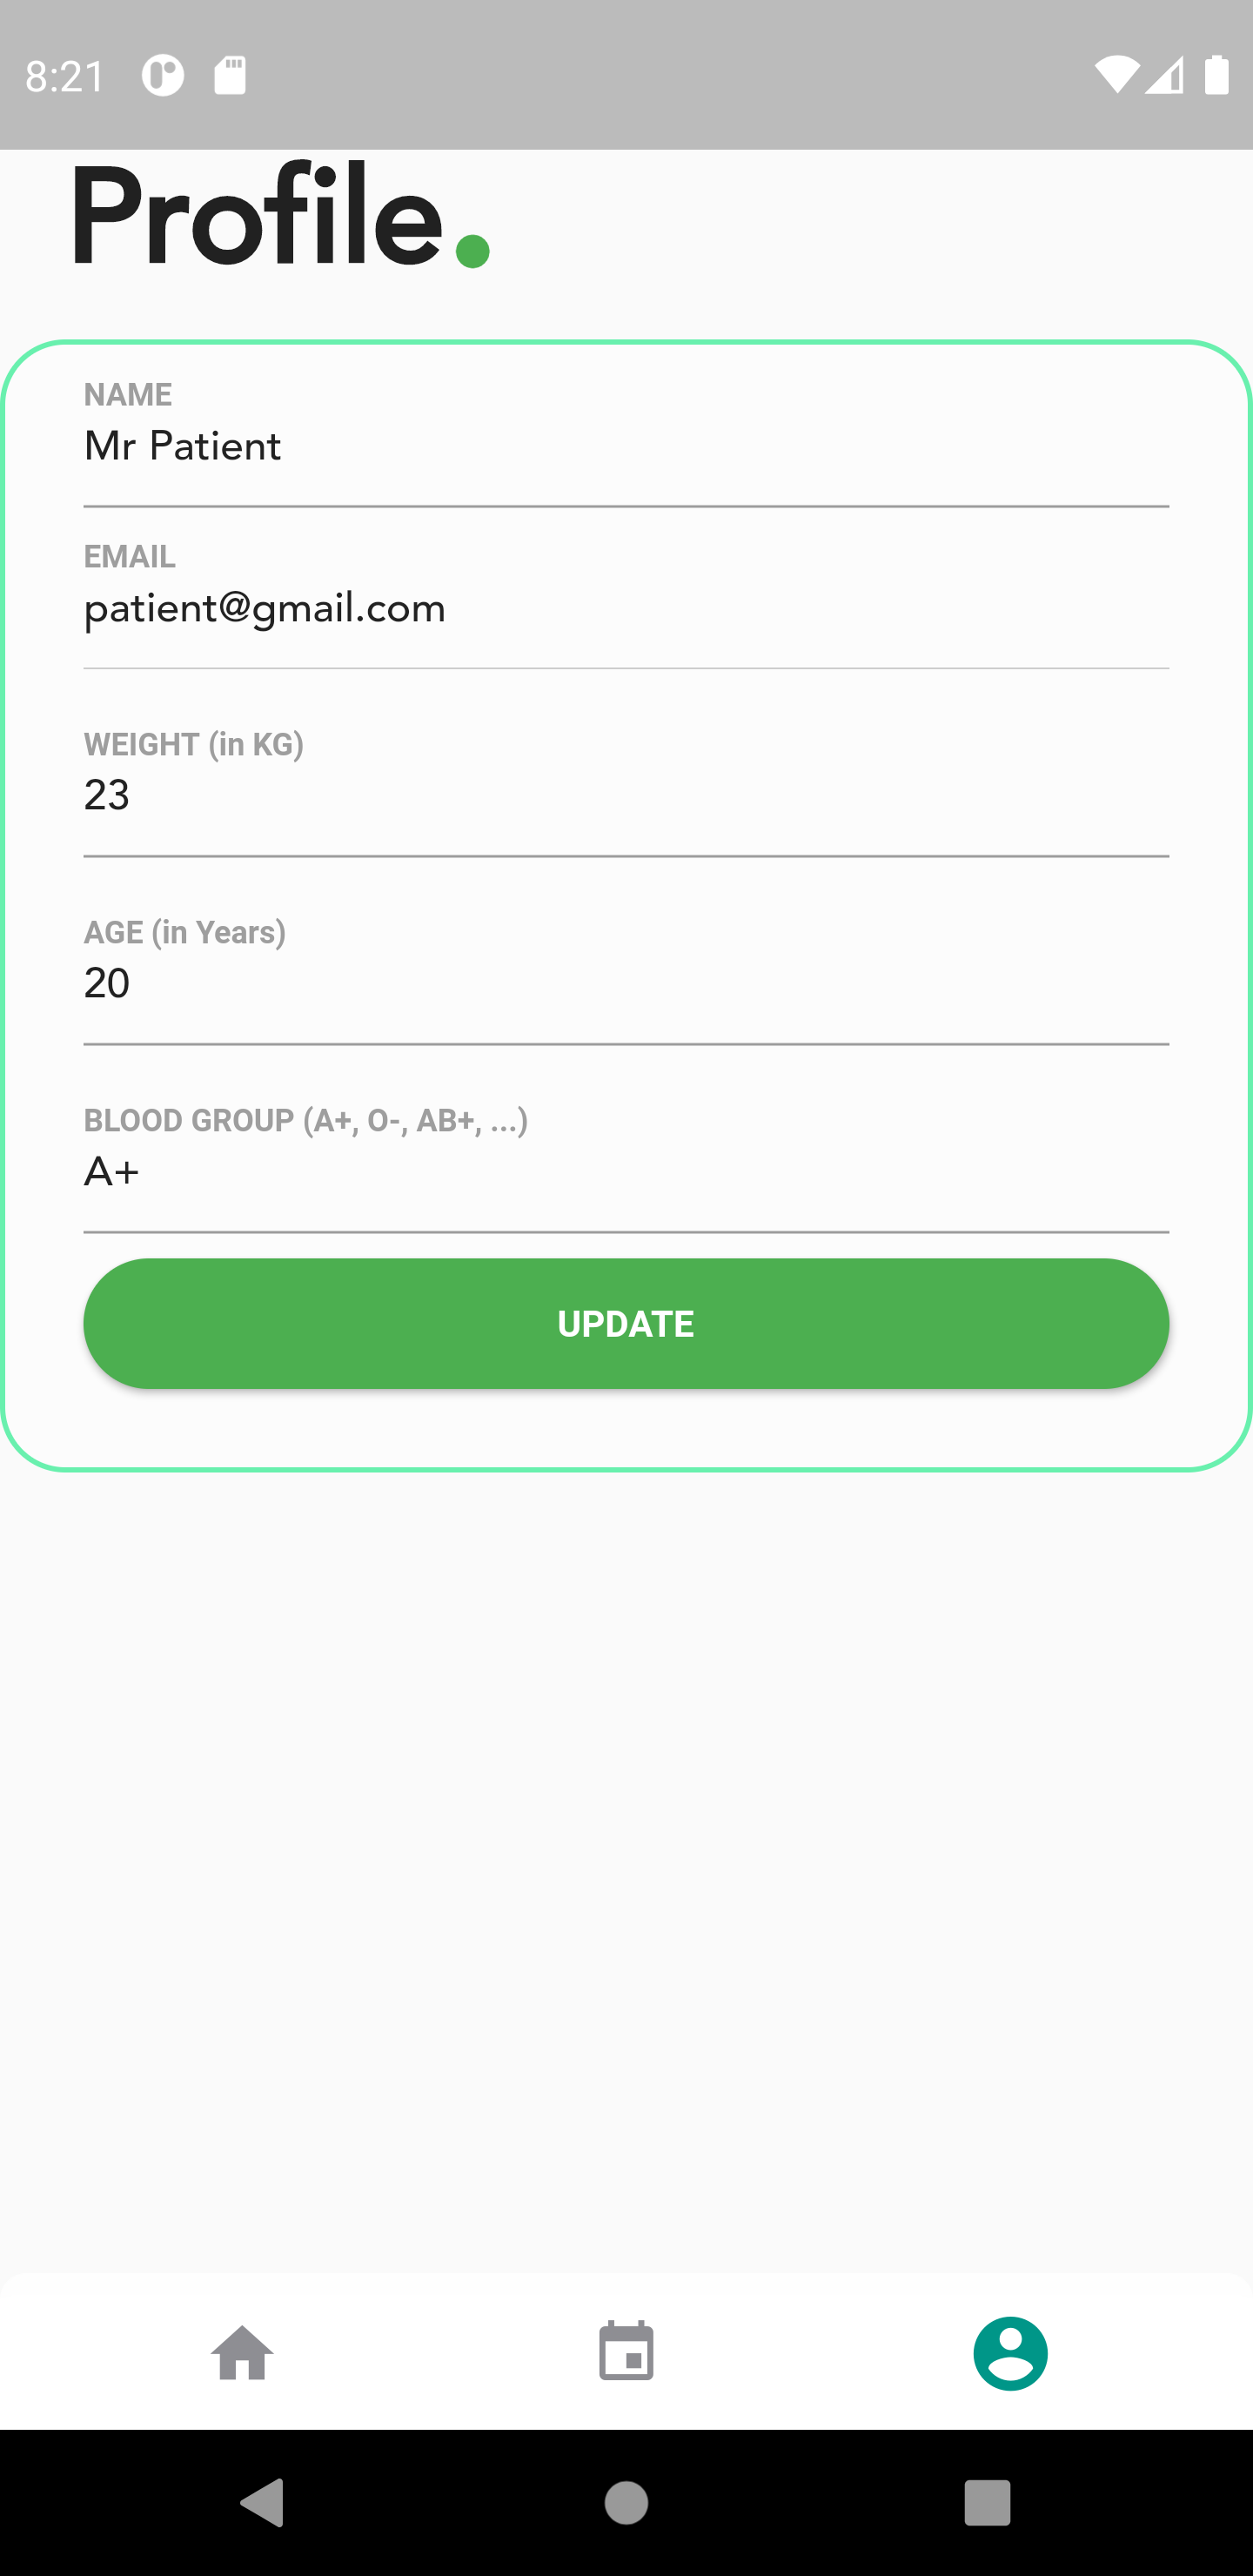 8:21
Profile.
NAME
Mr Patient
EMAIL
patient@gmail.com
WEIGHT (in KG)
23
AGE (in Years)
20
BLOOD GROUP (A+, O-, AB+, ...)
A+
UPDATE